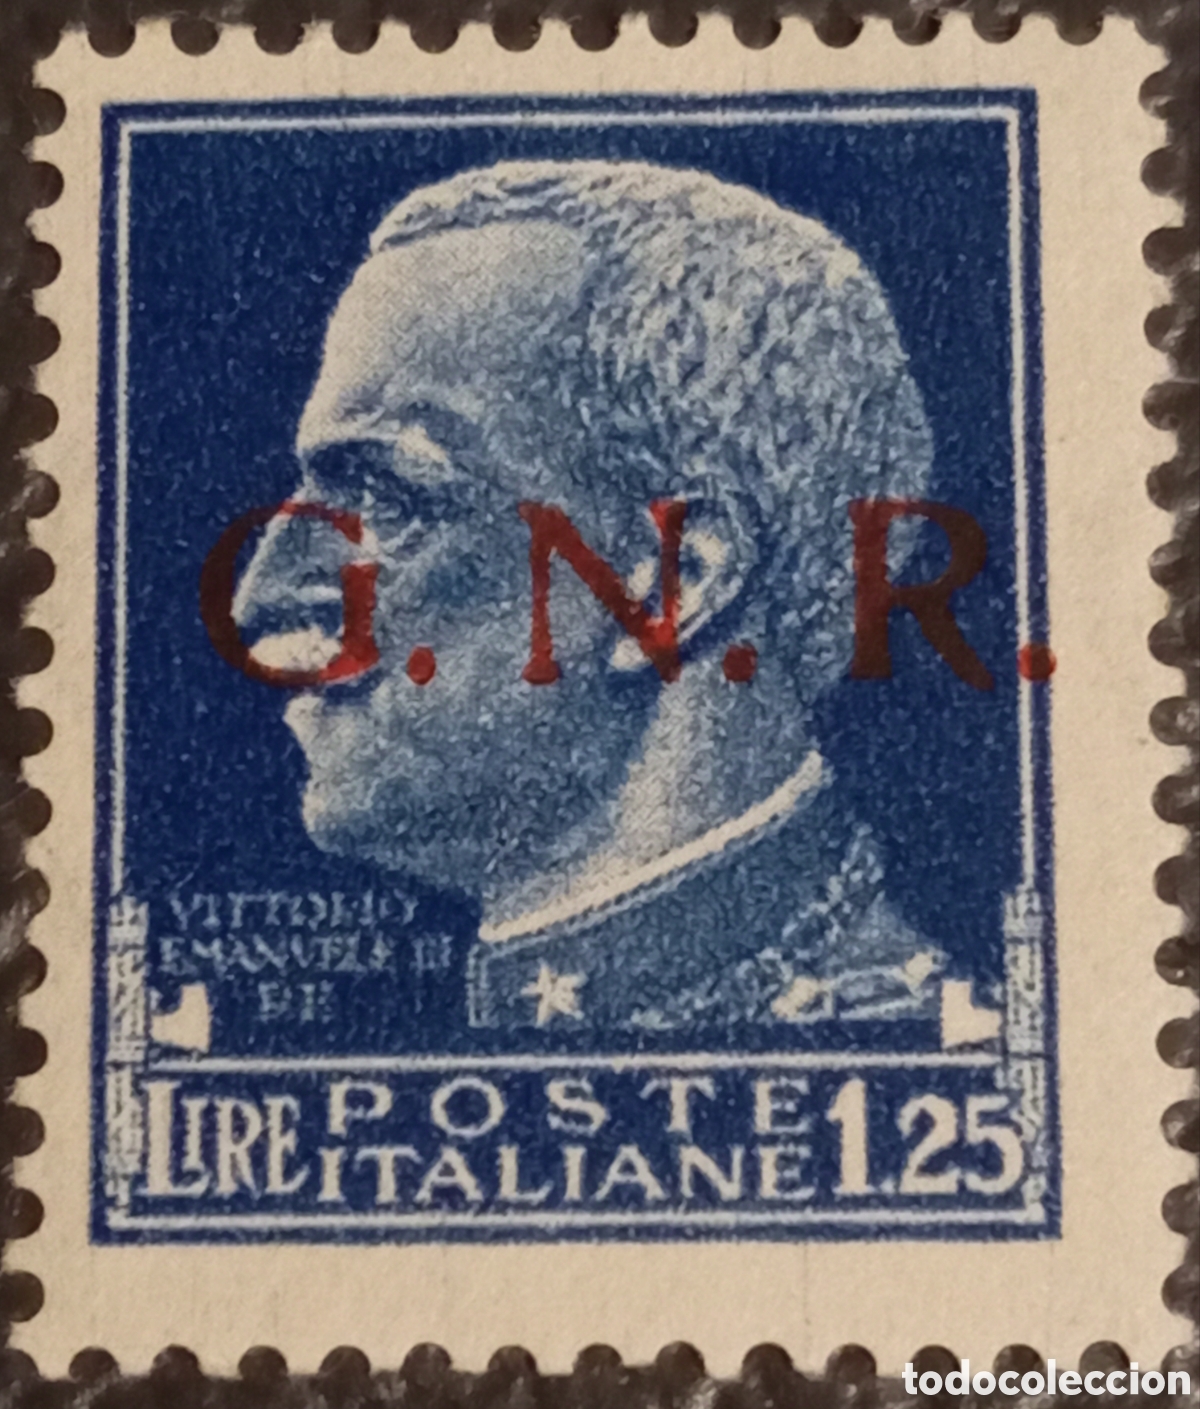 G.N.R.
VITTORIO
EMANUELE III
RE
LIRE POSTE ITALIANE 1.25
todocoleccion